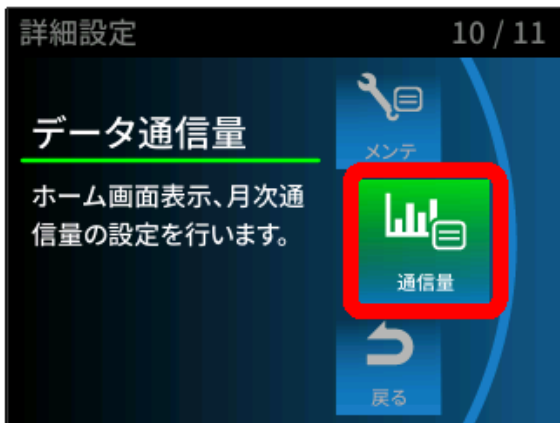 詳細設定 10 / 11
データ通信量
ホーム画面表示、月次通
信量の設定を行います。
メンテ
通信量
戻る